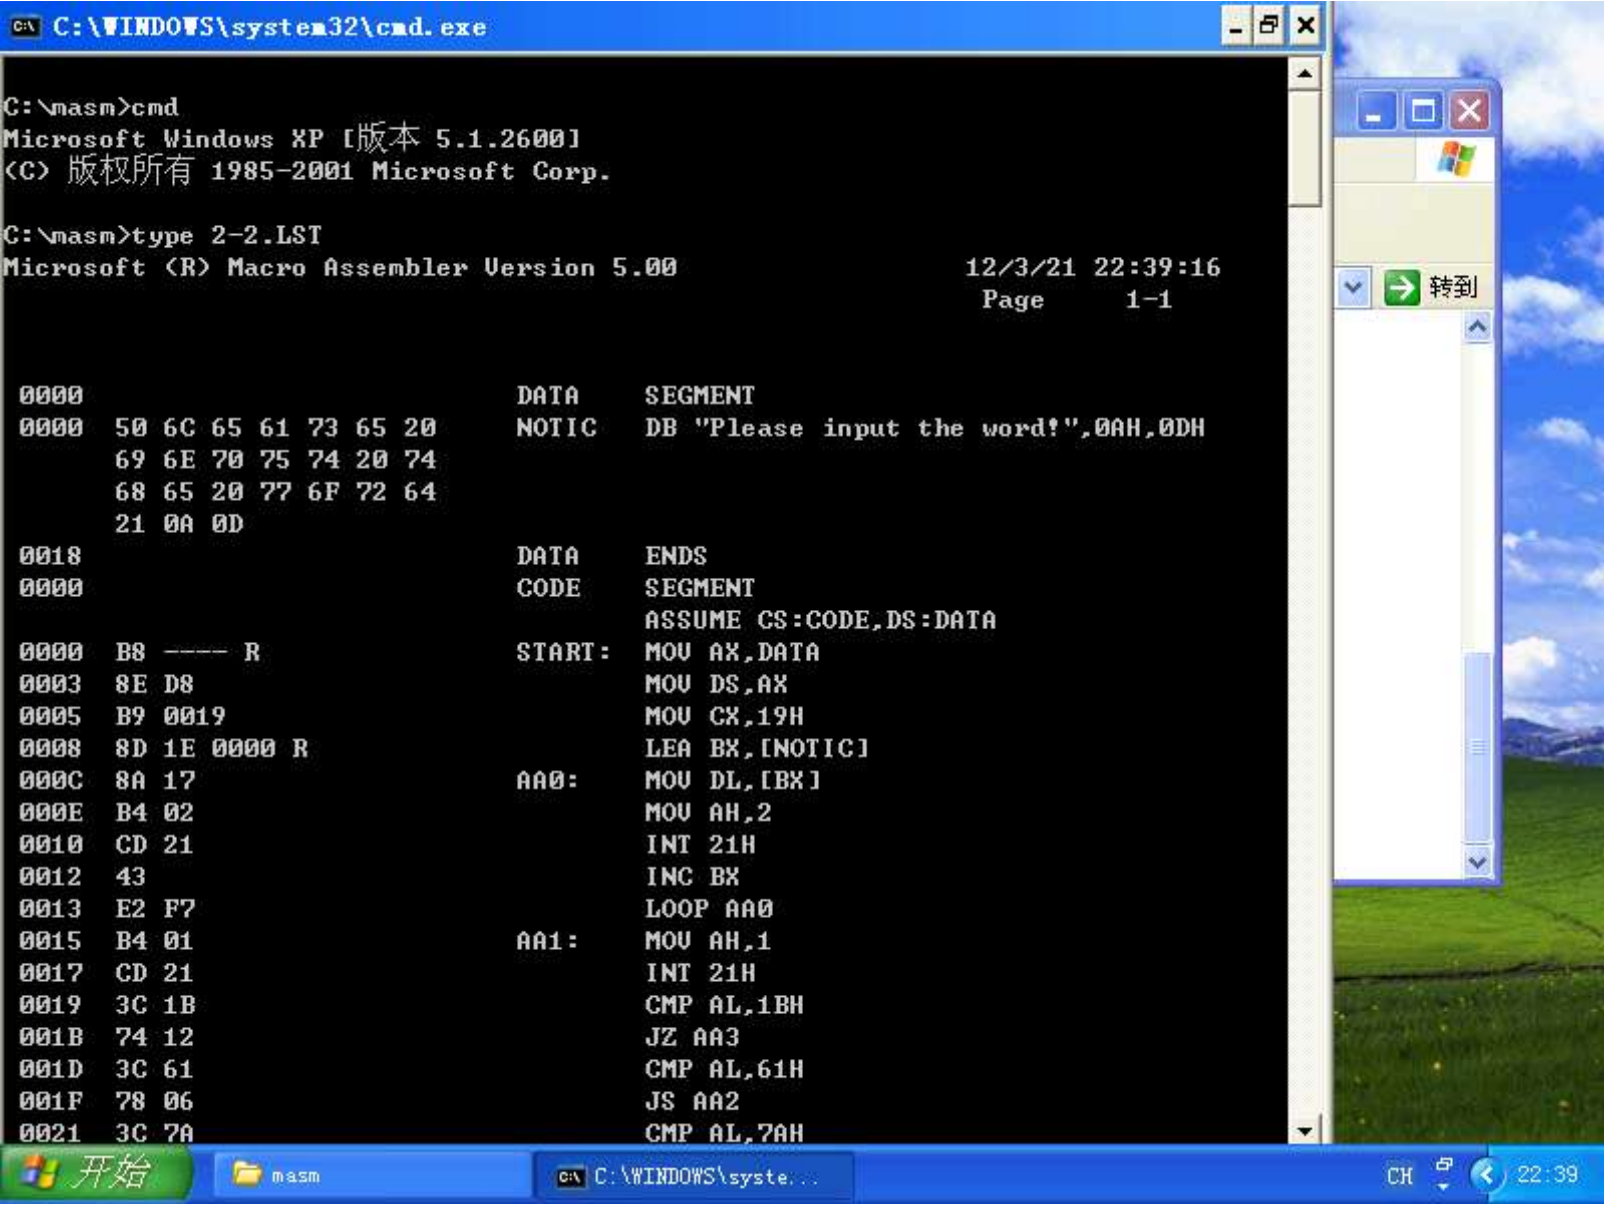 C:\WINDOWS\system32\cmd.exe
C:\masm>cmd
Microsoft Windows XP [版本 5.1.2600]
(C) 版权所有 1985-2001 Microsoft Corp.
C:\masm>type 2-2.LST
Microsoft (R) Macro Assembler Version 5.00 12/3/21 22:39:16
Page 1-1
0000 DATA SEGMENT
0000 50 6C 65 61 73 65 20 NOTIC DB "Please input the word!",0AH,0DH
69 6E 70 75 74 20 74
68 65 20 77 6F 72 64
21 0A 0D
0018 DATA ENDS
0000 CODE SEGMENT
ASSUME CS:CODE,DS:DATA
0000 B8 ---- R START: MOV AX,DATA
0003 8E D8 MOV DS,AX
0005 B9 0019 MOV CX,19H
0008 8D 1E 0000 R LEA BX,[NOTIC]
000C 8A 17 AA0: MOV DL,[BX]
000E B4 02 MOV AH,2
0010 CD 21 INT 21H
0012 43 INC BX
0013 E2 F7 LOOP AA0
0015 B4 01 AA1: MOV AH,1
0017 CD 21 INT 21H
0019 3C 1B CMP AL,1BH
001B 74 12 JZ AA3
001D 3C 61 CMP AL,61H
001F 78 06 JS AA2
0021 3C 7A CMP AL,7AH
转到
开始 masm C:\WINDOWS\syste... CH 22:39